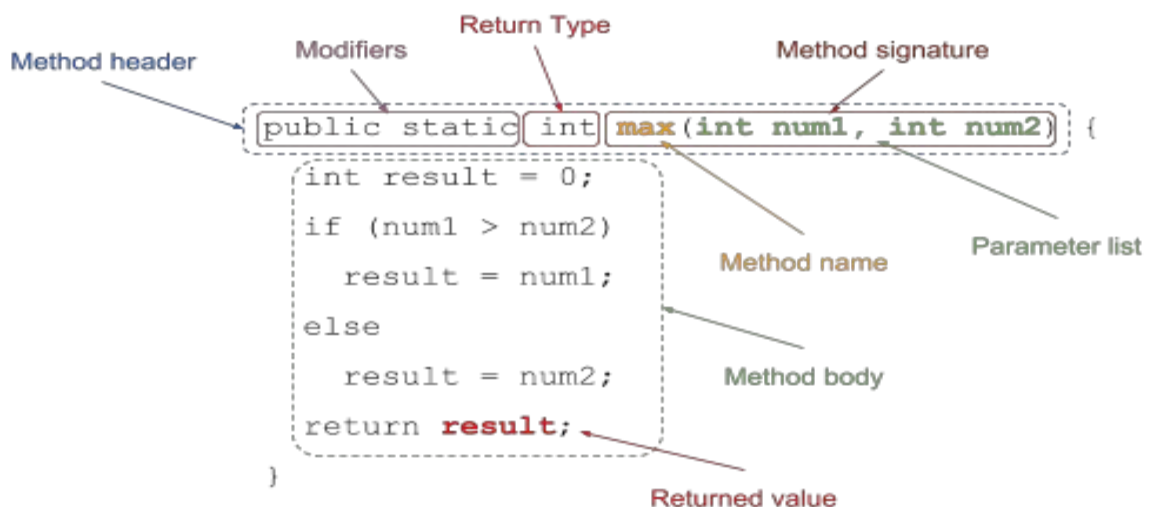 Return Type
Modifiers
Method signature
Method header
public static int max(int num1, int num2) {
int result = 0;
if (num1 > num2)
result = num1;
else
result = num2;
return result;
}
Parameter list
Method name
Method body
Returned value